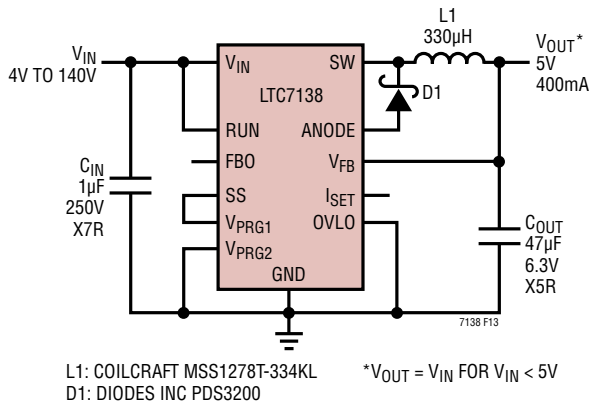 L1
330µH
VIN
4V TO 140V
VIN
SW
VOUT*
5V
400mA
LTC7138
D1
RUN
ANODE
FBO
VFB
CIN
1µF
250V
X7R
SS
ISET
VPRG1
OVLO
VPRG2
GND
COUT
47µF
6.3V
X5R
7138 F13
L1: COILCRAFT MSS1278T-334KL
*VOUT = VIN FOR VIN < 5V
D1: DIODES INC PDS3200